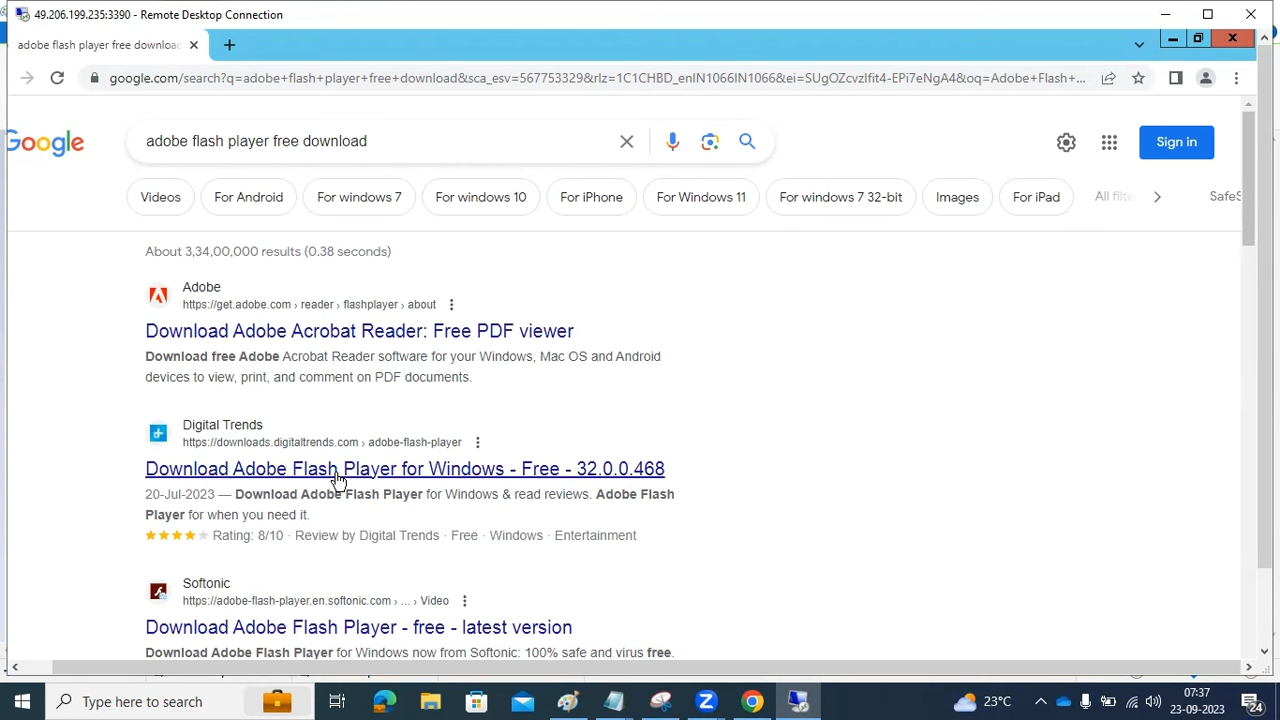 49.206.199.235:3390 - Remote Desktop Connection
adobe flash player free download
google.com/search?q=adobe+flash+player+free+download&sca_esv=567753329&rlz=1C1CHBD_enIN1066IN1066&ei=SUgOZcvzIfit4-EPi7eNgA4&oq=Adobe+Flash+...
Google
adobe flash player free download
Sign in
Videos
For Android
For windows 7
For windows 10
For iPhone
For Windows 11
For windows 7 32-bit
Images
For iPad
All filte
SafeS
About 3,34,00,000 results (0.38 seconds)
Adobe
https://get.adobe.com › reader › flashplayer › about
Download Adobe Acrobat Reader: Free PDF viewer
Download free Adobe Acrobat Reader software for your Windows, Mac OS and Android
devices to view, print, and comment on PDF documents.
Digital Trends
https://downloads.digitaltrends.com › adobe-flash-player
Download Adobe Flash Player for Windows - Free - 32.0.0.468
20-Jul-2023 — Download Adobe Flash Player for Windows & read reviews. Adobe Flash
Player for when you need it.
Rating: 8/10 · Review by Digital Trends · Free · Windows · Entertainment
Softonic
https://adobe-flash-player.en.softonic.com › ... › Video
Download Adobe Flash Player - free - latest version
Download Adobe Flash Player for Windows now from Softonic: 100% safe and virus free.
Type here to search
23°C
07:37
23-09-2023
24